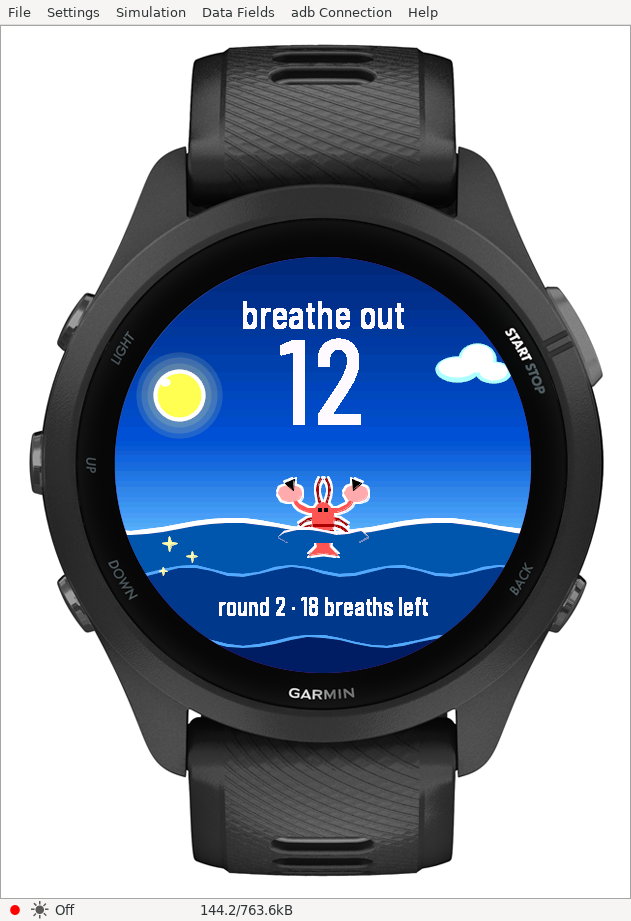 File Settings Simulation Data Fields adb Connection Help
breathe out
12
START STOP
LIGHT
UP
DOWN
BACK
round 2 · 18 breaths left
GARMIN
Off 144.2/763.6kB